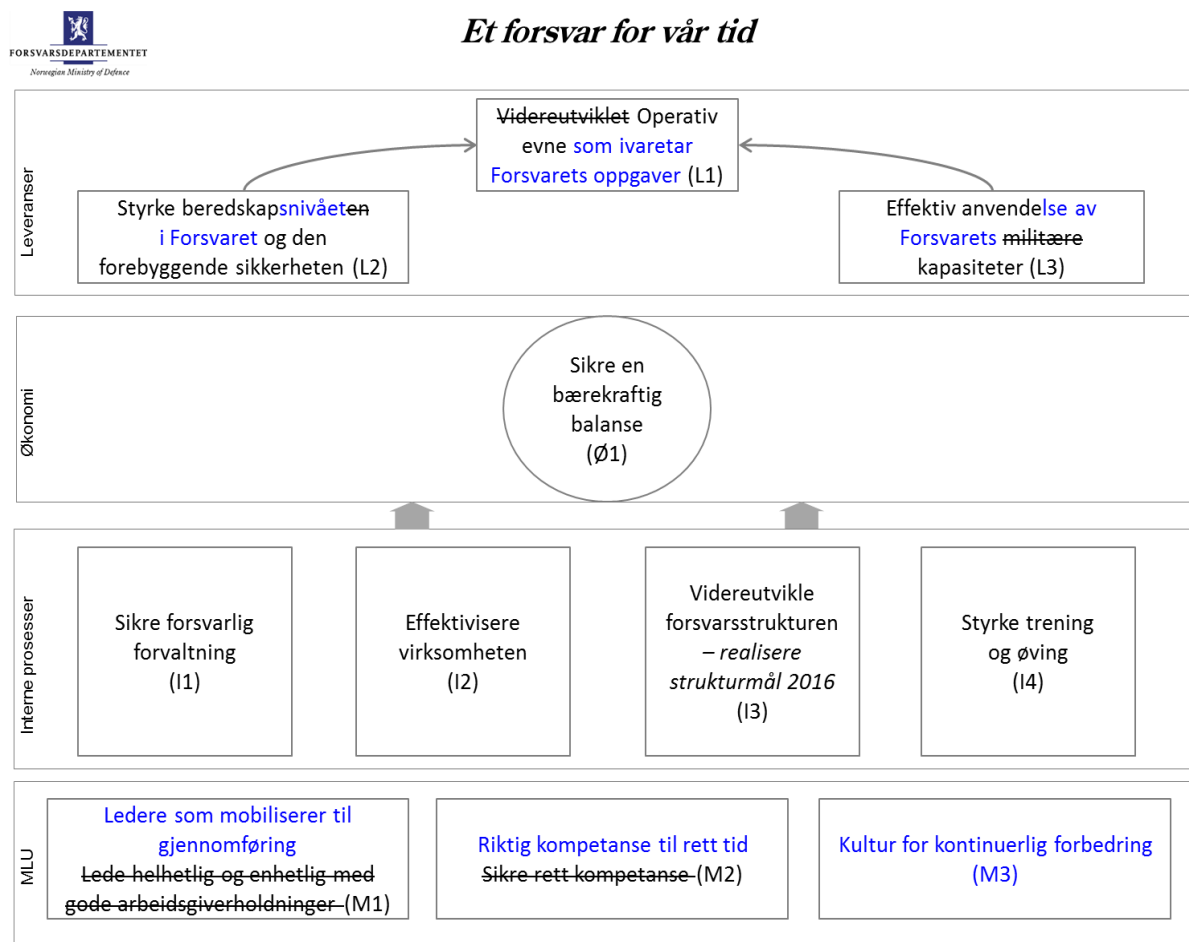 Et forsvar for vår tid
FORSVARSDEPARTEMENTET
Norwegian Ministry of Defence
Leveranser
Videreutviklet Operativ
evne som ivaretar
Forsvarets oppgaver (L1)
Styrke beredskapsnivåeten
i Forsvaret og den
forebyggende sikkerheten (L2)
Effektiv anvendelse av
Forsvarets militære
kapasiteter (L3)
Økonomi
Sikre en
bærekraftig
balanse
(Ø1)
Interne prosesser
Sikre forsvarlig
forvaltning
(I1)
Effektivisere
virksomheten
(I2)
Videreutvikle
forsvarsstrukturen
– realisere
strukturmål 2016
(I3)
Styrke trening
og øving
(I4)
MLU
Ledere som mobiliserer til
gjennomføring
Lede helhetlig og enhetlig med
gode arbeidsgiverholdninger (M1)
Riktig kompetanse til rett tid
Sikre rett kompetanse (M2)
Kultur for kontinuerlig forbedring
(M3)